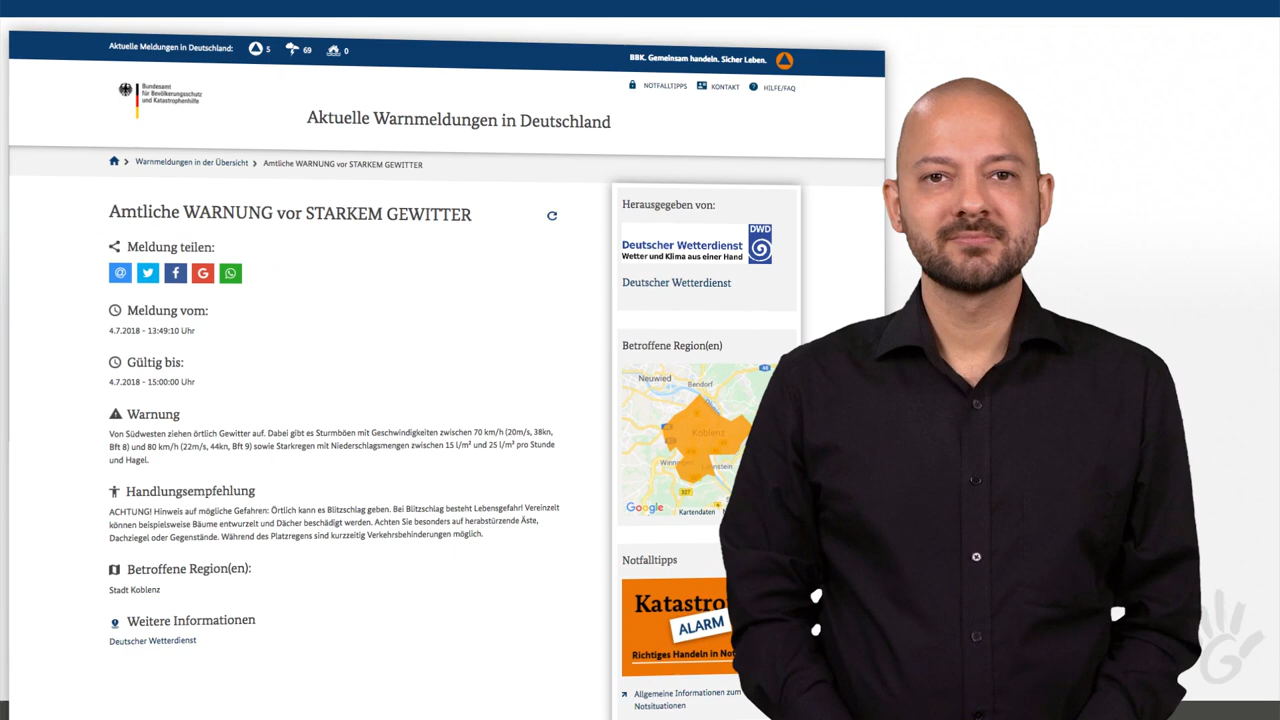 Aktuelle Meldungen in Deutschland: 5 69 0
BBK. Gemeinsam handeln. Sicher Leben.
NOTFALLTIPPS KONTAKT HILFE/FAQ
Bundesamt
für Bevölkerungsschutz
und Katastrophenhilfe
Aktuelle Warnmeldungen in Deutschland
Warnmeldungen in der Übersicht Amtliche WARNUNG vor STARKEM GEWITTER
Amtliche WARNUNG vor STARKEM GEWITTER
Meldung teilen:
Meldung vom:
4.7.2018 - 13:49:10 Uhr
Gültig bis:
4.7.2018 - 15:00:00 Uhr
Warnung
Von Südwesten ziehen örtlich Gewitter auf. Dabei gibt es Sturmböen mit Geschwindigkeiten zwischen 70 km/h (20m/s, 38kn,
Bft 8) und 80 km/h (22m/s, 44kn, Bft 9) sowie Starkregen mit Niederschlagsmengen zwischen 15 l/m² und 25 l/m² pro Stunde
und Hagel.
Handlungsempfehlung
ACHTUNG! Hinweis auf mögliche Gefahren: Örtlich kann es Blitzschlag geben. Bei Blitzschlag besteht Lebensgefahr! Vereinzelt
können beispielsweise Bäume entwurzelt und Dächer beschädigt werden. Achten Sie besonders auf herabstürzende Äste,
Dachziegel oder Gegenstände. Während des Platzregens sind kurzzeitig Verkehrsbehinderungen möglich.
Betroffene Region(en):
Stadt Koblenz
Weitere Informationen
Deutscher Wetterdienst
Herausgegeben von:
DWD
Deutscher Wetterdienst
Wetter und Klima aus einer Hand
Deutscher Wetterdienst
Betroffene Region(en)
48
Neuwied
Bendorf
Koblenz
Lahnstein
327
Google
Kartendaten
Notfalltipps
Katastro
ALARM
Richtiges Handeln in Not
Allgemeine Informationen zum
Notsituationen
G